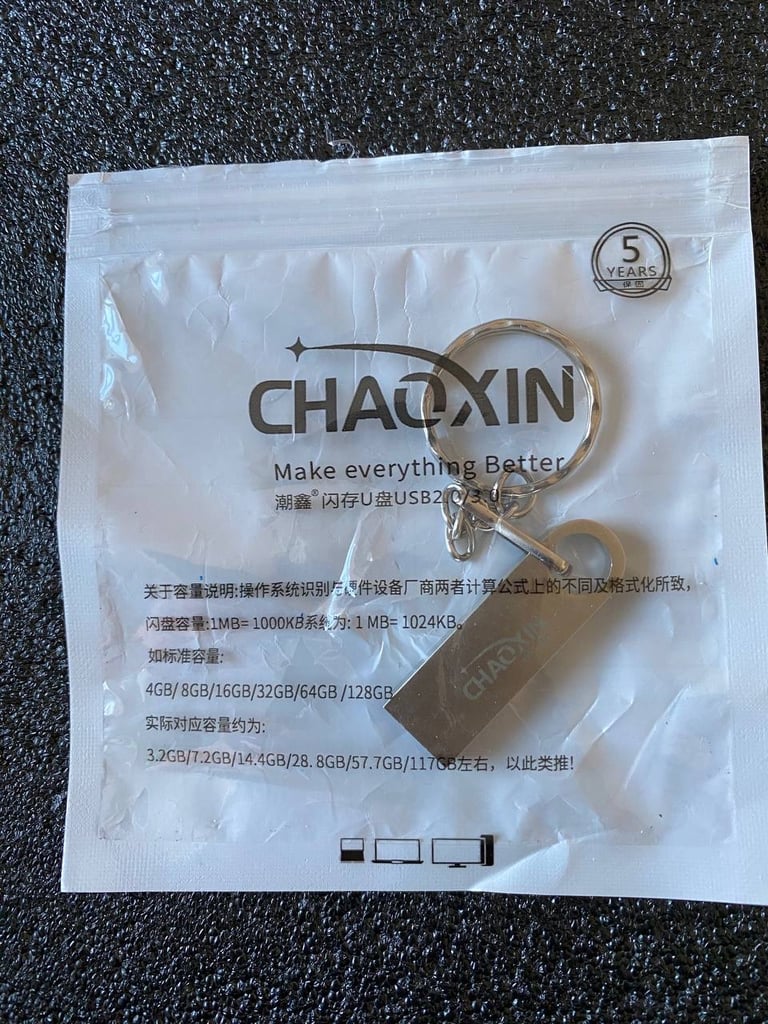 5
YEARS
保固
CHAOXIN
Make everything Better
潮鑫®闪存U盘USB2.0/3.0
关于容量说明:操作系统识别与硬件设备厂商两者计算公式上的不同及格式化所致，
闪盘容量:1MB= 1000KB系统为: 1 MB= 1024KB。
如标准容量:
4GB/ 8GB/16GB/32GB/64GB /128GB
实际对应容量约为:
3.2GB/7.2GB/14.4GB/28. 8GB/57.7GB/117GB左右，以此类推!
CHAOXIN